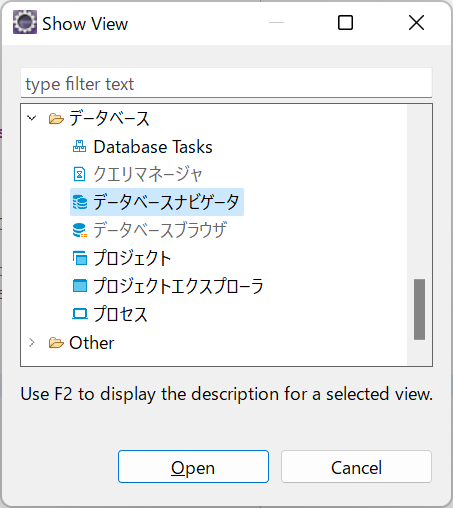 Show View
type filter text
データベース
Database Tasks
クエリマネージャ
データベースナビゲータ
データベースブラウザ
プロジェクト
プロジェクトエクスプローラ
プロセス
Other
Use F2 to display the description for a selected view.
Open
Cancel